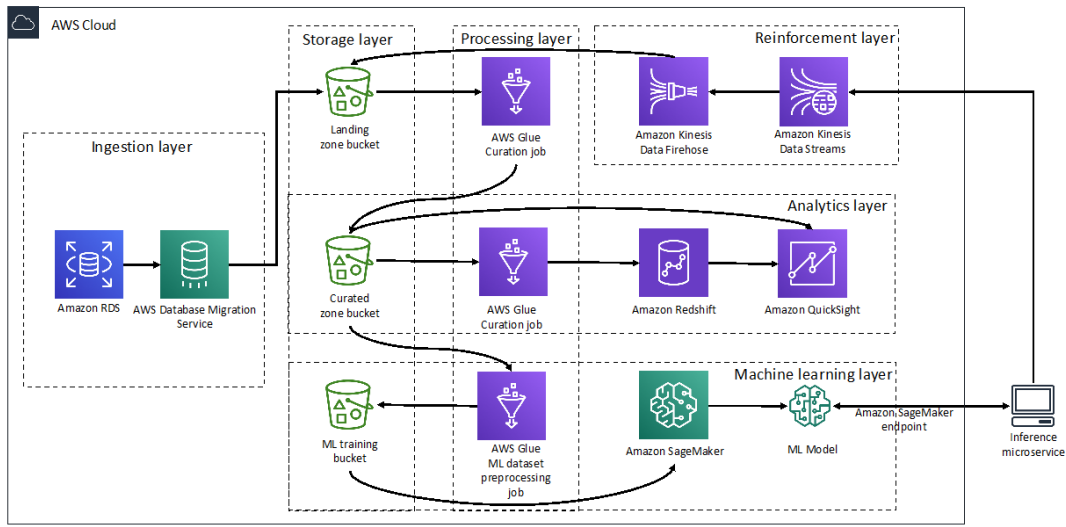 AWS Cloud
Storage layer
Processing layer
Reinforcement layer
Landing
zone bucket
AWS Glue
Curation job
Amazon Kinesis
Data Firehose
Amazon Kinesis
Data Streams
Ingestion layer
Analytics layer
Amazon RDS
AWS Database Migration
Service
Curated
zone bucket
AWS Glue
Curation job
Amazon Redshift
Amazon QuickSight
Machine learning layer
ML training
bucket
AWS Glue
ML dataset
preprocessing
job
Amazon SageMaker
ML Model
Amazon SageMaker
endpoint
Inference
microservice